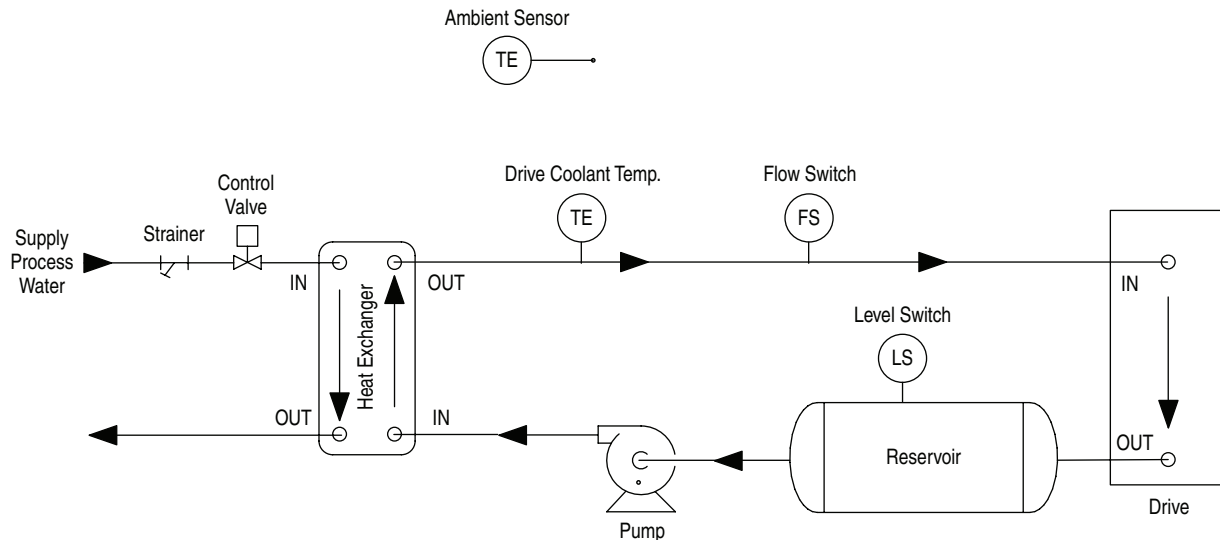 Ambient Sensor
TE
Drive Coolant Temp.
Flow Switch
Control
Valve
TE
FS
Strainer
Supply
Process
Water
IN
OUT
IN
Heat Exchanger
Level Switch
LS
OUT
IN
OUT
Reservoir
Pump
Drive